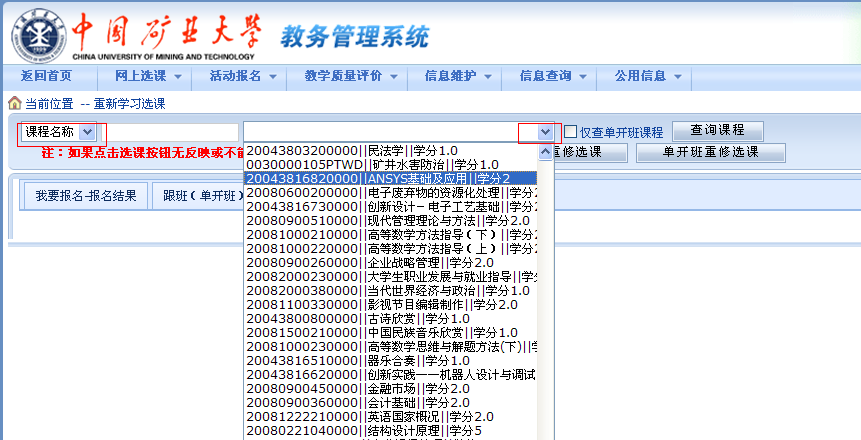 中国矿业大学 教务管理系统
CHINA UNIVERSITY OF MINING AND TECHNOLOGY
返回首页 网上选课 活动报名 教学质量评价 信息维护 信息查询 公用信息
当前位置 -- 重新学习选课
课程名称 仅查单开班课程 查询课程
注：如果点击选课按钮无反映或不能 修选课 单开班重修选课
我要报名-报名结果 跟班（单开班）
20043803200000||民法学||学分1.0
0030000105PTWD||矿井水害防治||学分1.0
20043816820000||ANSYS基础及应用||学分2
20080600200000||电子废弃物的资源化处理||学分2
20043816730000||创新设计－电子工艺基础||学分2
20080900510000||现代管理理论与方法||学分2.0
20081000210000||高等数学方法指导（下）||学分2
20081000220000||高等数学方法指导（上）||学分2
20080900260000||企业战略管理||学分2.0
20082000230000||大学生职业发展与就业指导||学分
20082000380000||当代世界经济与政治||学分1.0
20081100330000||影视节目编辑制作||学分2.0
20043800800000||古诗欣赏||学分1.0
20081500210000||中国民族音乐欣赏||学分1.0
20081000230000||高等数学思维与解题方法(下)||学
20043816510000||器乐合奏||学分1.0
20043816620000||创新实践——机器人设计与调试
20080900450000||金融市场||学分2.0
20080900360000||会计基础||学分2.0
20081222210000||英语国家概况||学分2.0
20080221040000||结构设计原理||学分5